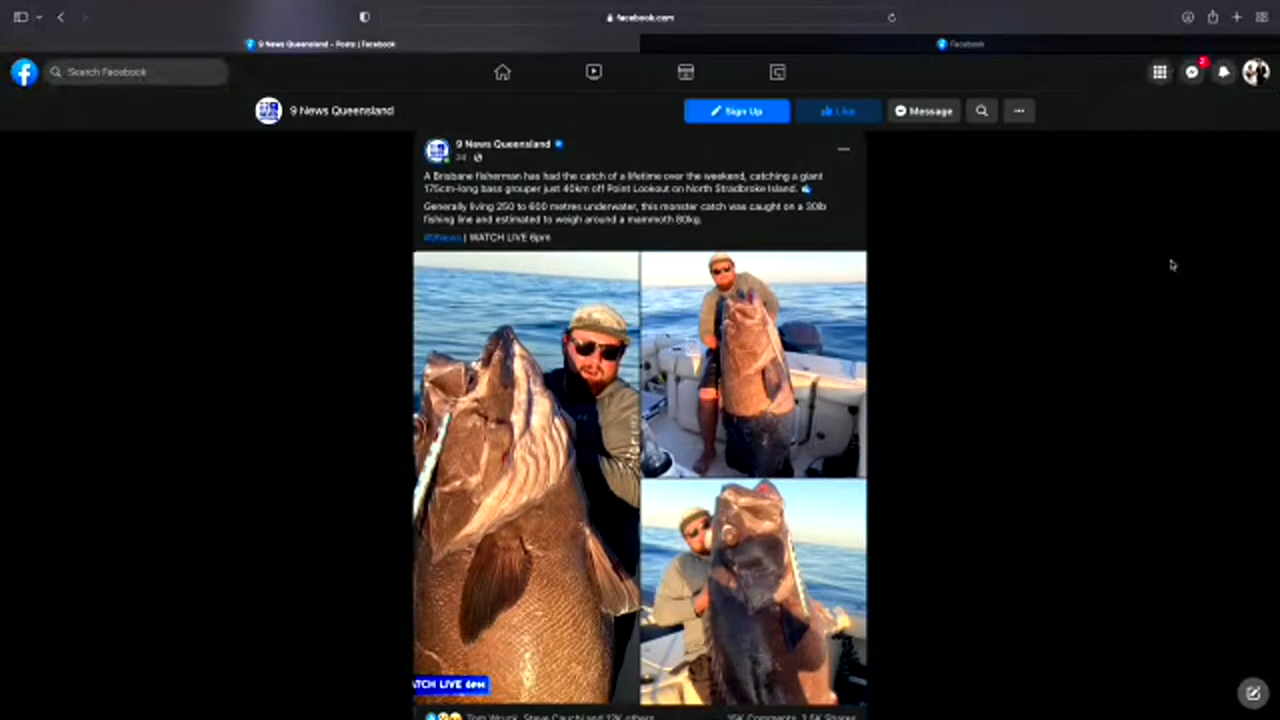 facebook.com
9 News Queensland – Posts | Facebook
Facebook
Search Facebook
9 News Queensland
Sign Up
Like
Message
9 News Queensland
A Brisbane fisherman has had the catch of a lifetime over the weekend, catching a giant
175cm-long bass grouper just 40km off Point Lookout on North Stradbroke Island.
Generally living 250 to 600 metres underwater, this monster catch was caught on a 30lb
fishing line and estimated to weigh around a mammoth 80kg.
#9News | WATCH LIVE 6pm
ATCH LIVE 6PM